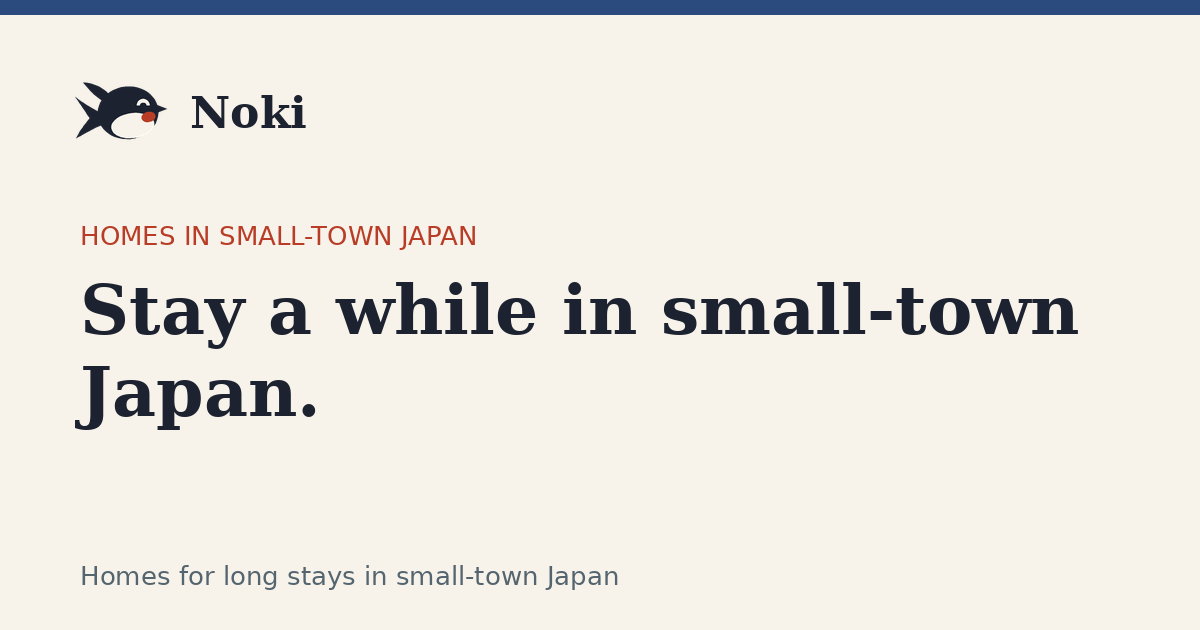 Noki
HOMES IN SMALL-TOWN JAPAN
Stay a while in small-town
Japan.
Homes for long stays in small-town Japan